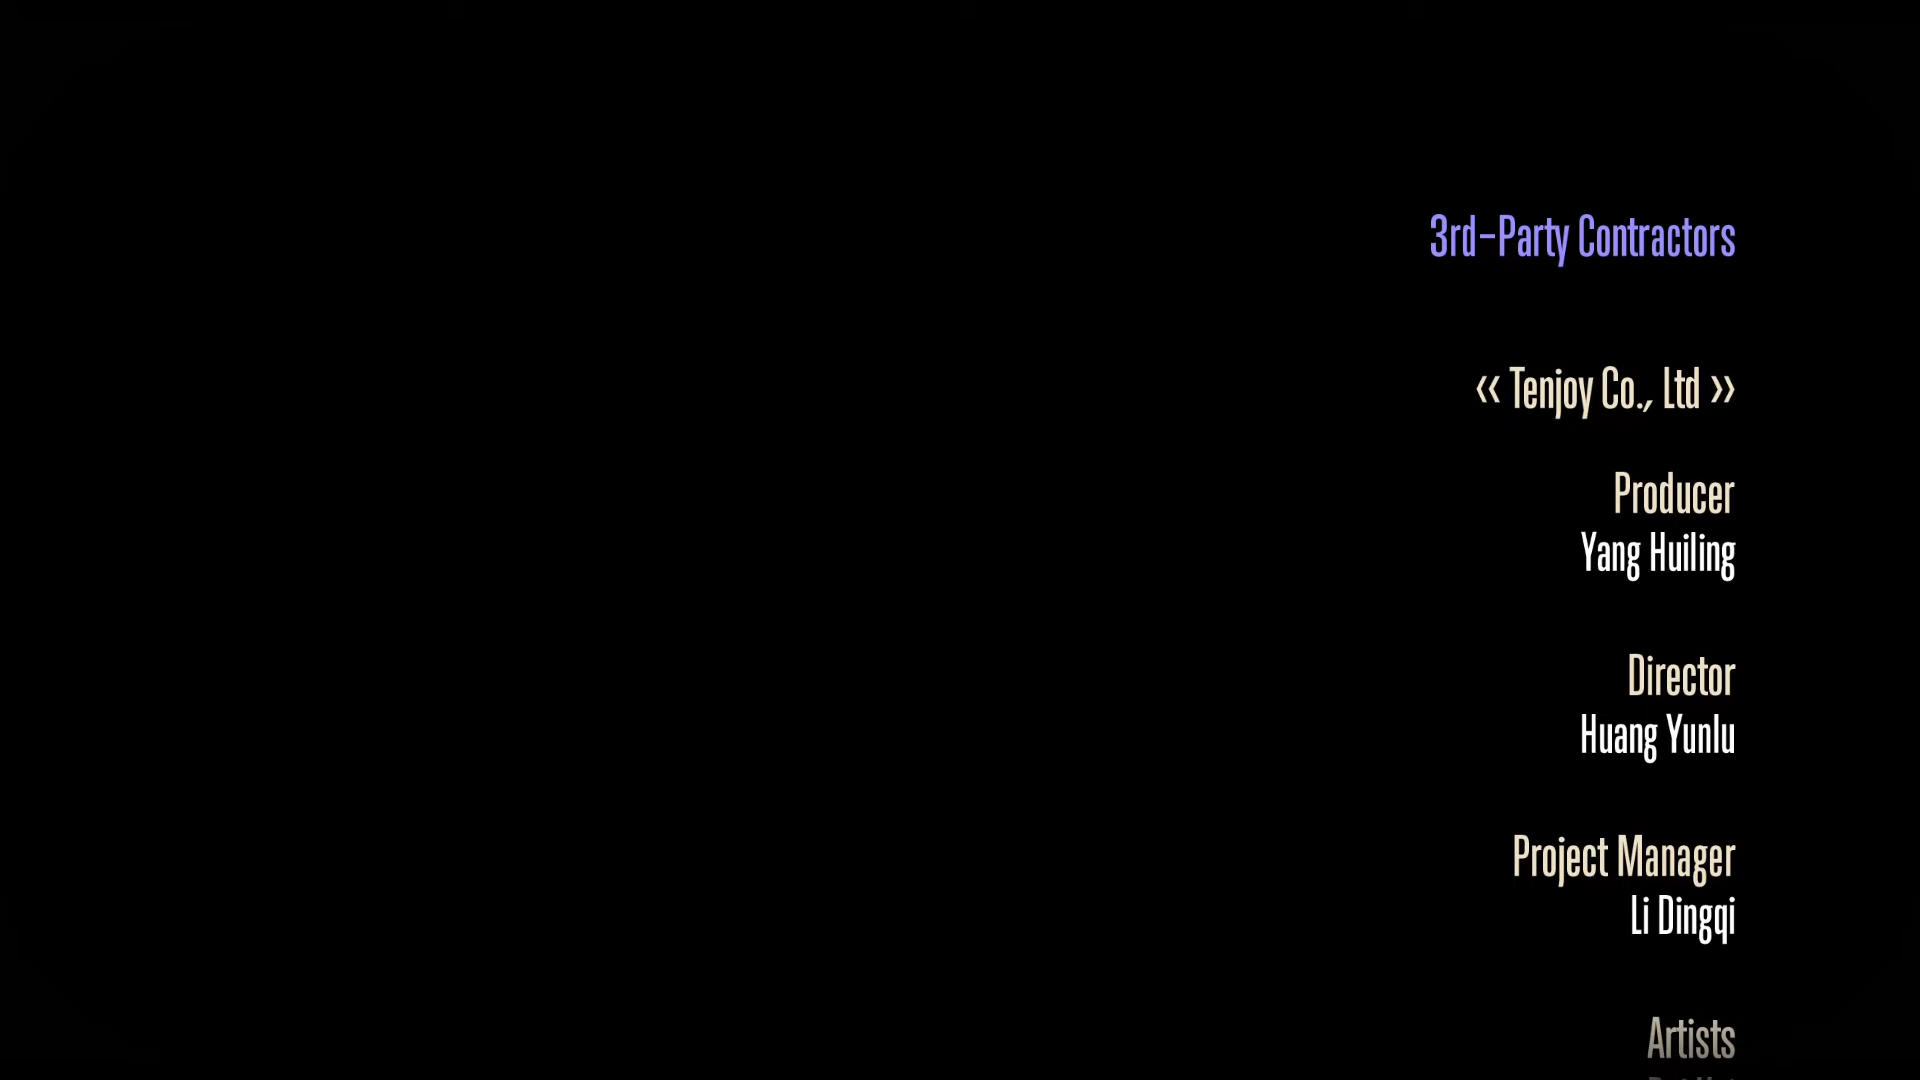 3rd-Party Contractors
‹‹ Tenjoy Co., Ltd ››
Producer
Yang Huiling
Director
Huang Yunlu
Project Manager
Li Dingqi
Artists